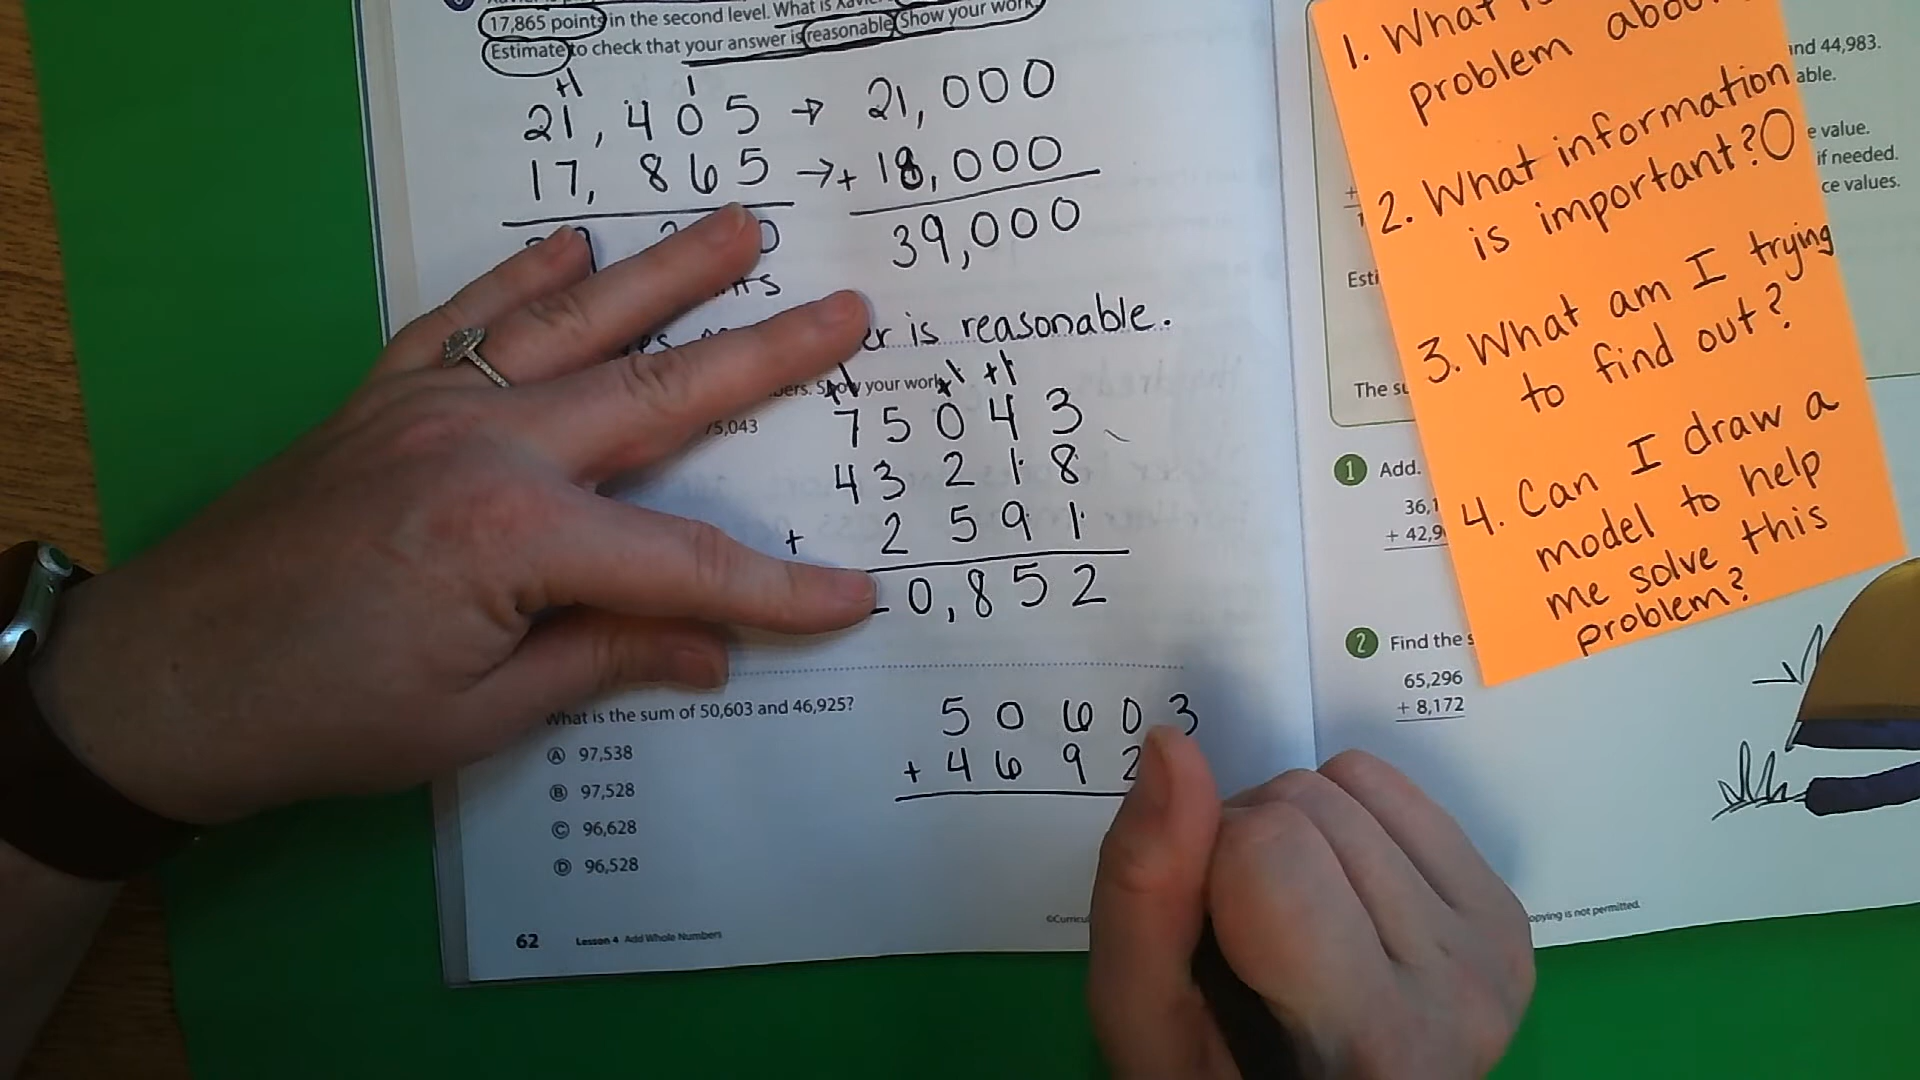 17,865 points in the second level. What is
Estimate to check that your answer is reasonable. Show your work.
+1 1
21,405 → 21,000
17,865 → + 18,000
39,000
is reasonable.
Show your work.
75,043
+1 +1
75043
43218
+ 2591
0,852
What is the sum of 50,603 and 46,925?
50603
+ 4692
Ⓐ 97,538
Ⓑ 97,528
Ⓒ 96,628
Ⓓ 96,528
62 Lesson 4 Add Whole Numbers
1. What
problem
2. What information
is important?
3. What am I trying
to find out?
4. Can I draw a
model to help
me solve this
problem?
and 44,983.
able.
e value.
if needed.
ce values.
1 Add.
36,1
+ 42,9
2 Find the
65,296
+ 8,172
copying is not permitted.